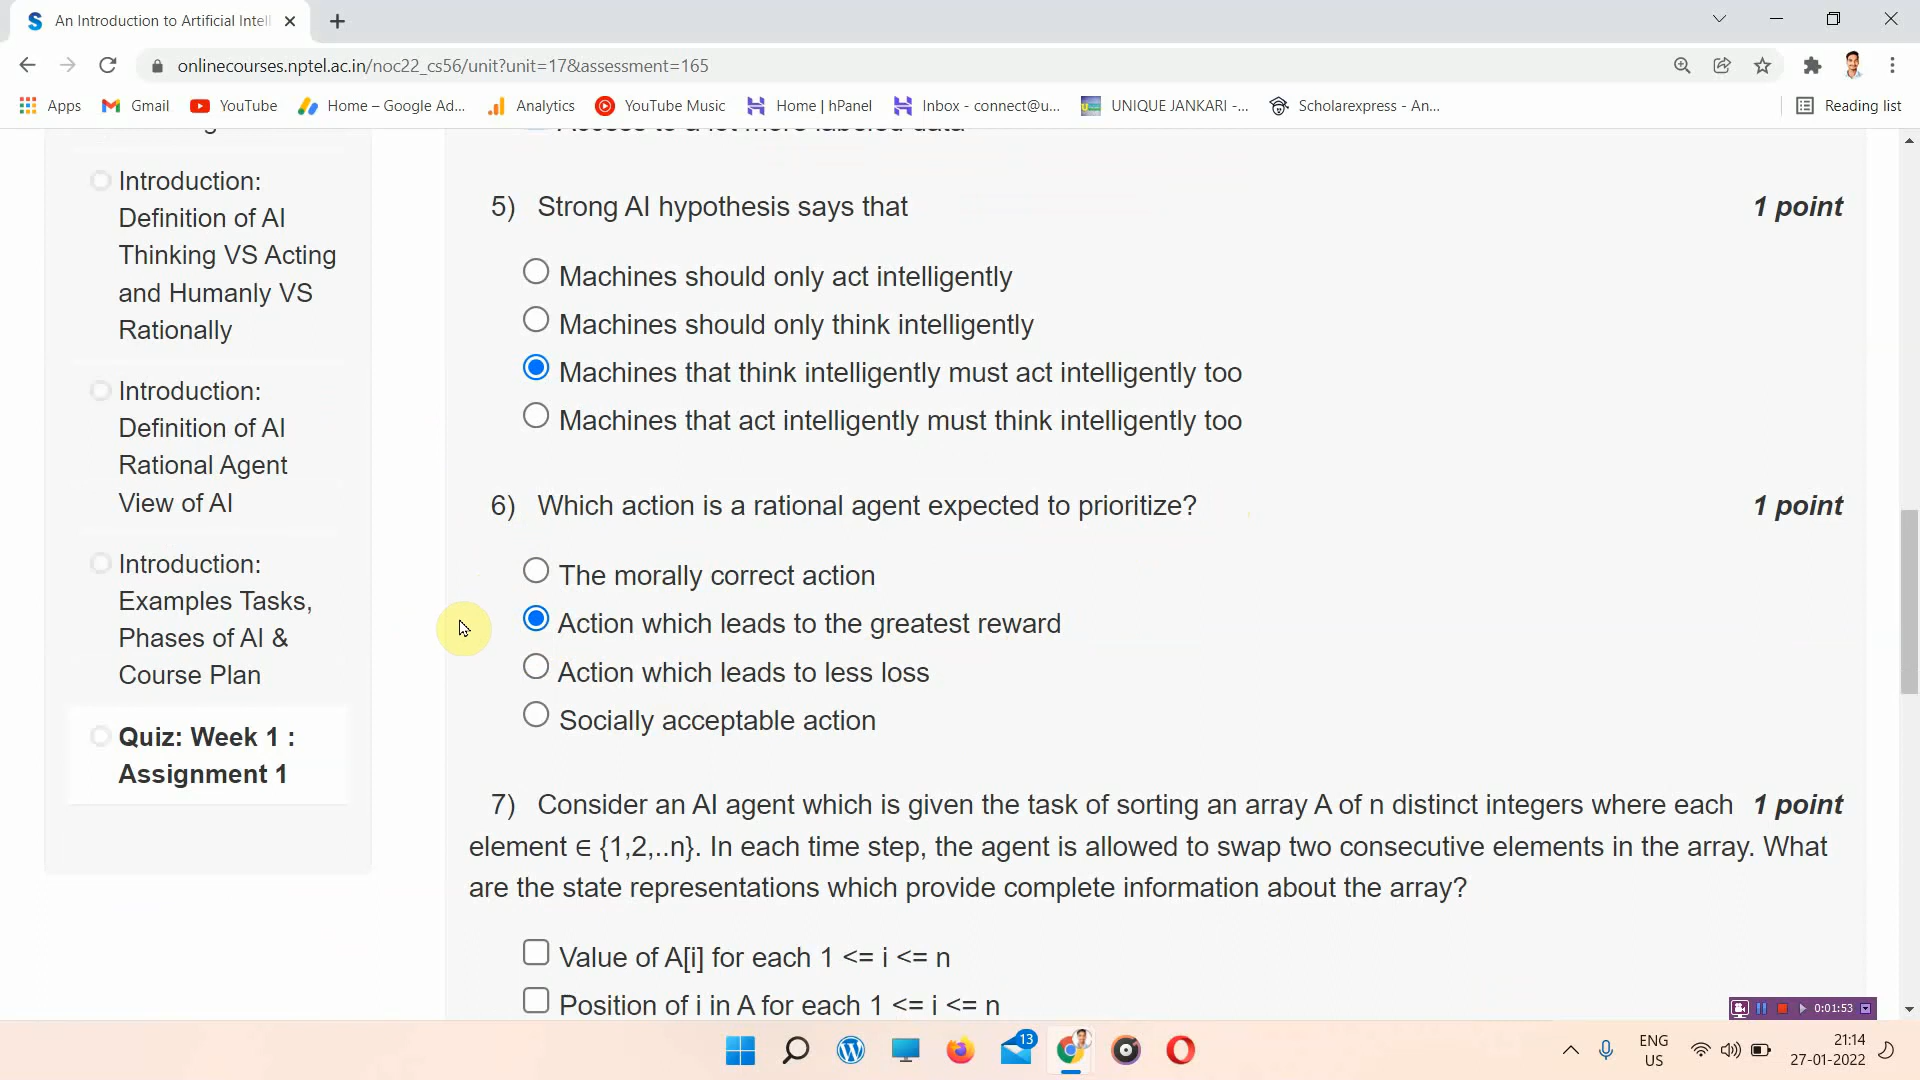 An Introduction to Artificial Intell
onlinecourses.nptel.ac.in/noc22_cs56/unit?unit=17&assessment=165
Apps
Gmail
YouTube
Home – Google Ad...
Analytics
YouTube Music
Home | hPanel
Inbox - connect@u...
UNIQUE JANKARI -...
Scholarexpress - An...
Reading list
Introduction:
Definition of AI
Thinking VS Acting
and Humanly VS
Rationally
Introduction:
Definition of AI
Rational Agent
View of AI
Introduction:
Examples Tasks,
Phases of AI &
Course Plan
Quiz: Week 1 :
Assignment 1
Access to a lot more labeled data
5) Strong AI hypothesis says that
1 point
Machines should only act intelligently
Machines should only think intelligently
Machines that think intelligently must act intelligently too
Machines that act intelligently must think intelligently too
6) Which action is a rational agent expected to prioritize?
1 point
The morally correct action
Action which leads to the greatest reward
Action which leads to less loss
Socially acceptable action
7) Consider an AI agent which is given the task of sorting an array A of n distinct integers where each
1 point
element ∈ {1,2,..n}. In each time step, the agent is allowed to swap two consecutive elements in the array. What
are the state representations which provide complete information about the array?
Value of A[i] for each 1 <= i <= n
Position of i in A for each 1 <= i <= n
0:01:53
13
ENG
US
21:14
27-01-2022